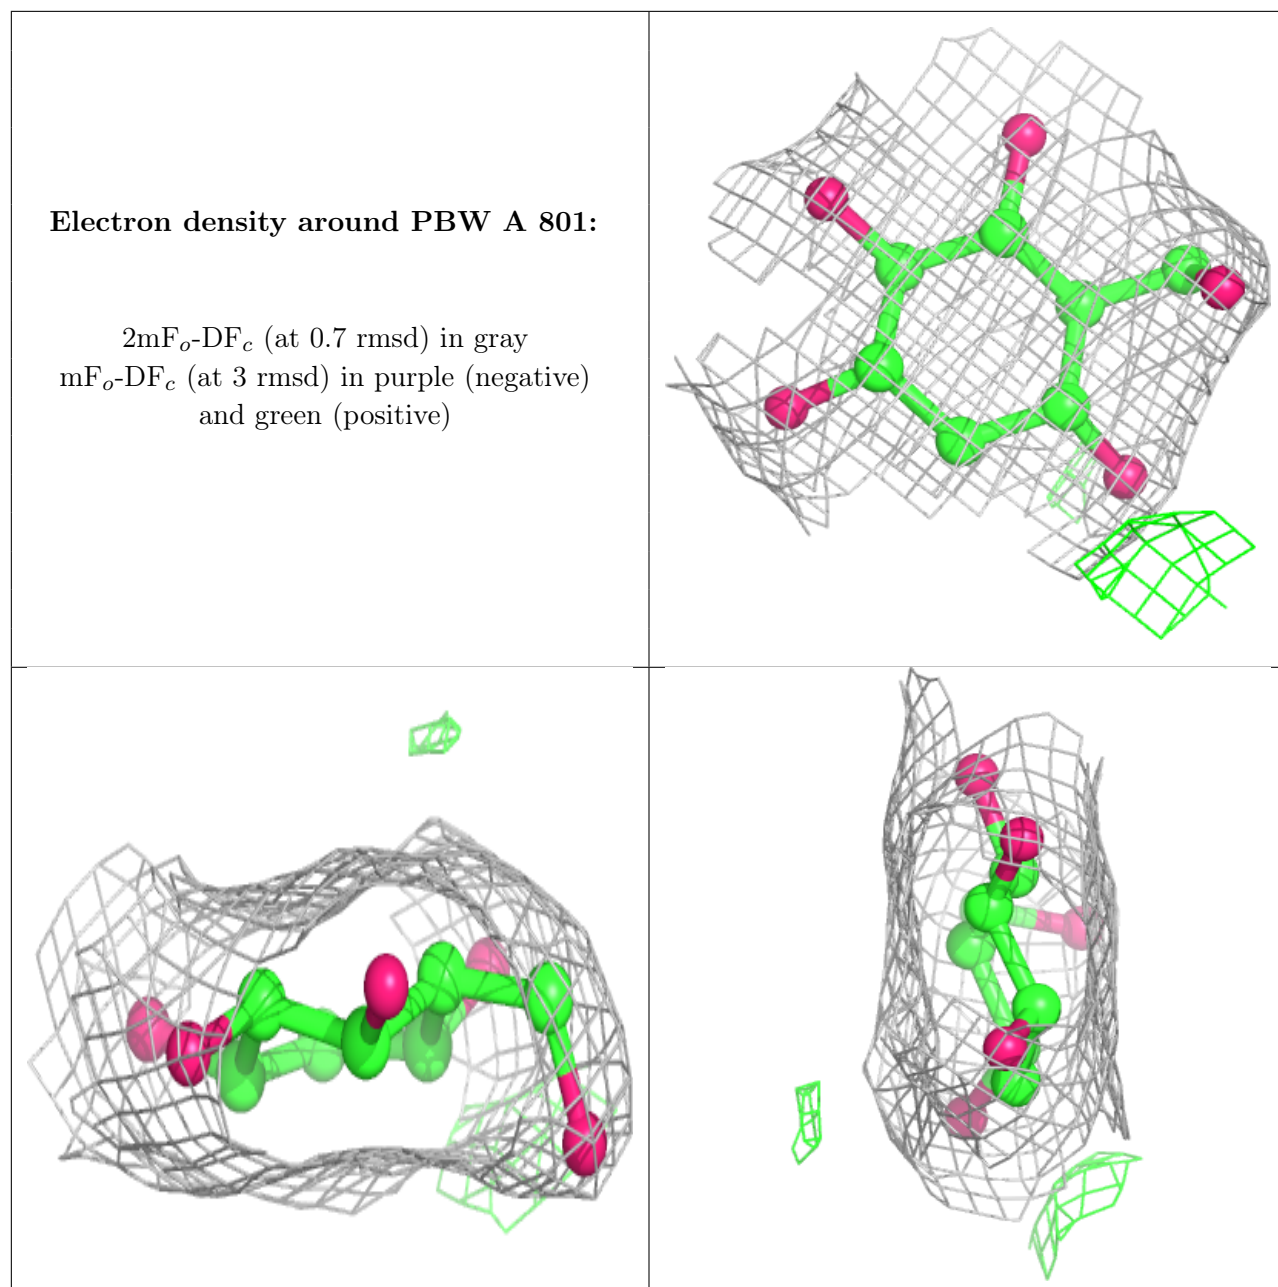 Electron density around PBW A 801:
2mFo-DFc (at 0.7 rmsd) in gray
mFo-DFc (at 3 rmsd) in purple (negative)
and green (positive)